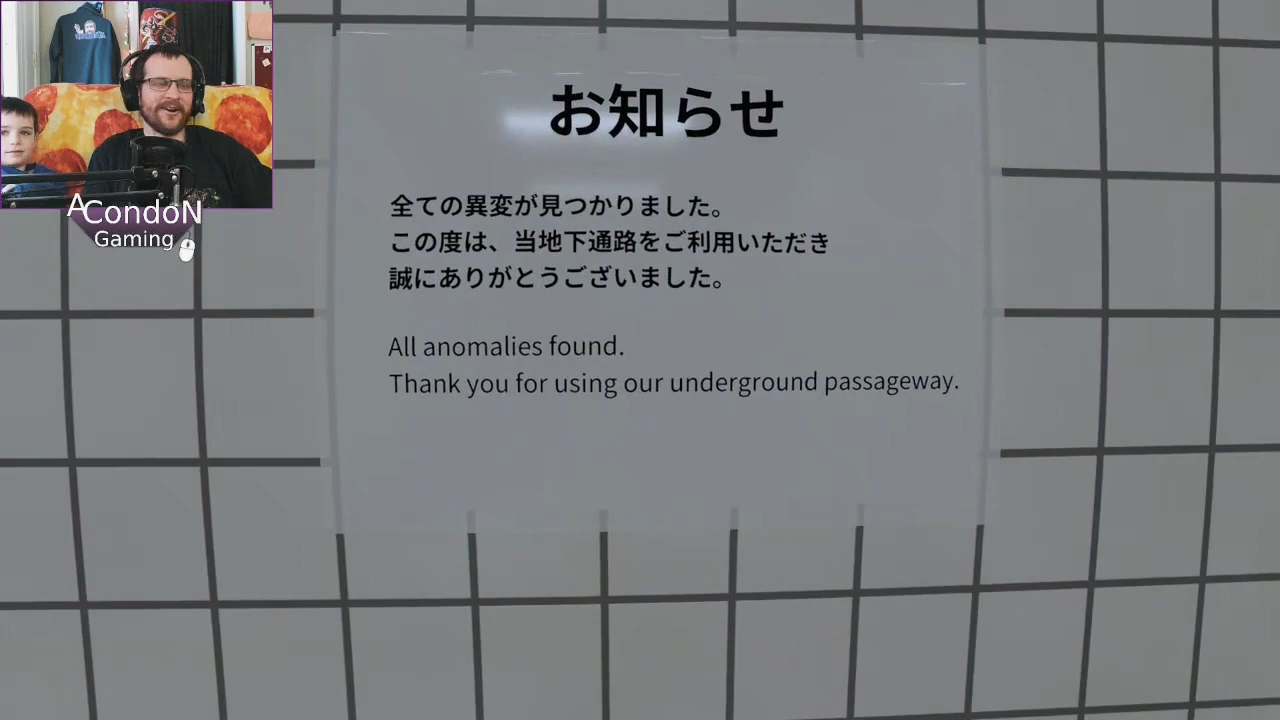 ACondoN
Gaming
お知らせ
全ての異変が見つかりました。
この度は、当地下通路をご利用いただき
誠にありがとうございました。
All anomalies found.
Thank you for using our underground passageway.